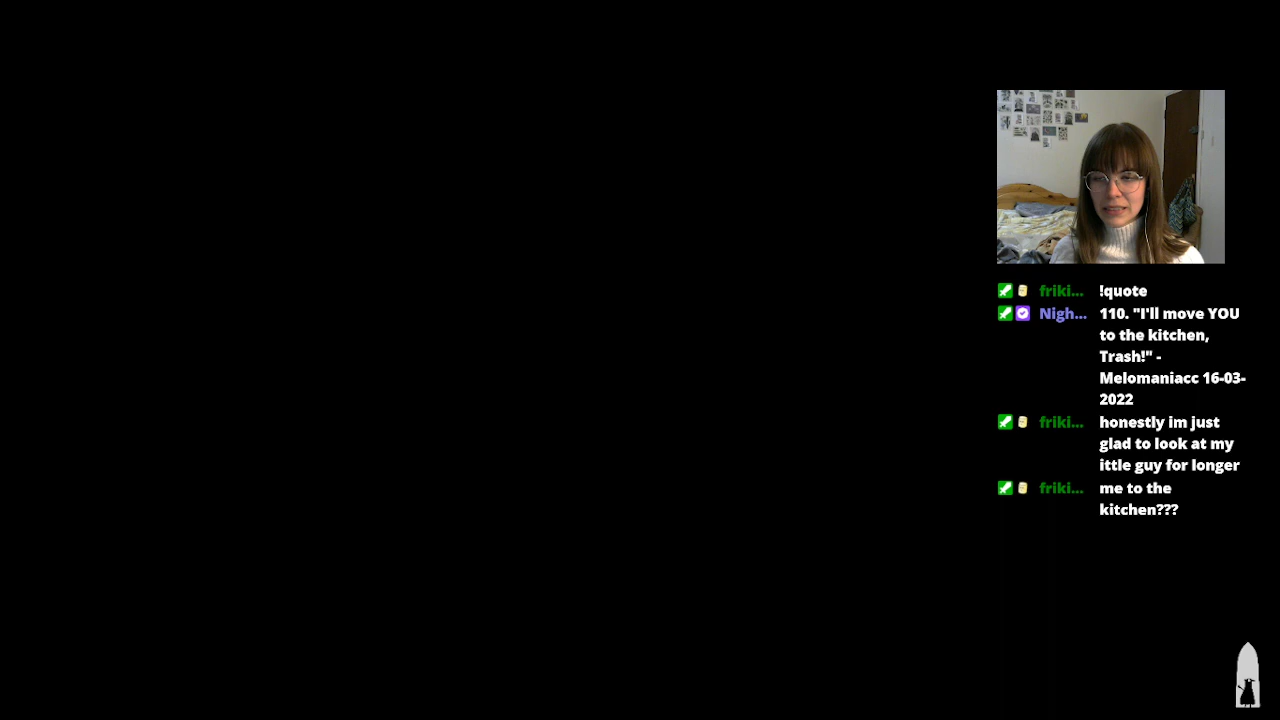 friki... !quote
Nigh... 110. "I'll move YOU
to the kitchen,
Trash!" -
Melomaniacc 16-03-
2022
friki... honestly im just
glad to look at my
ittle guy for longer
friki... me to the
kitchen???